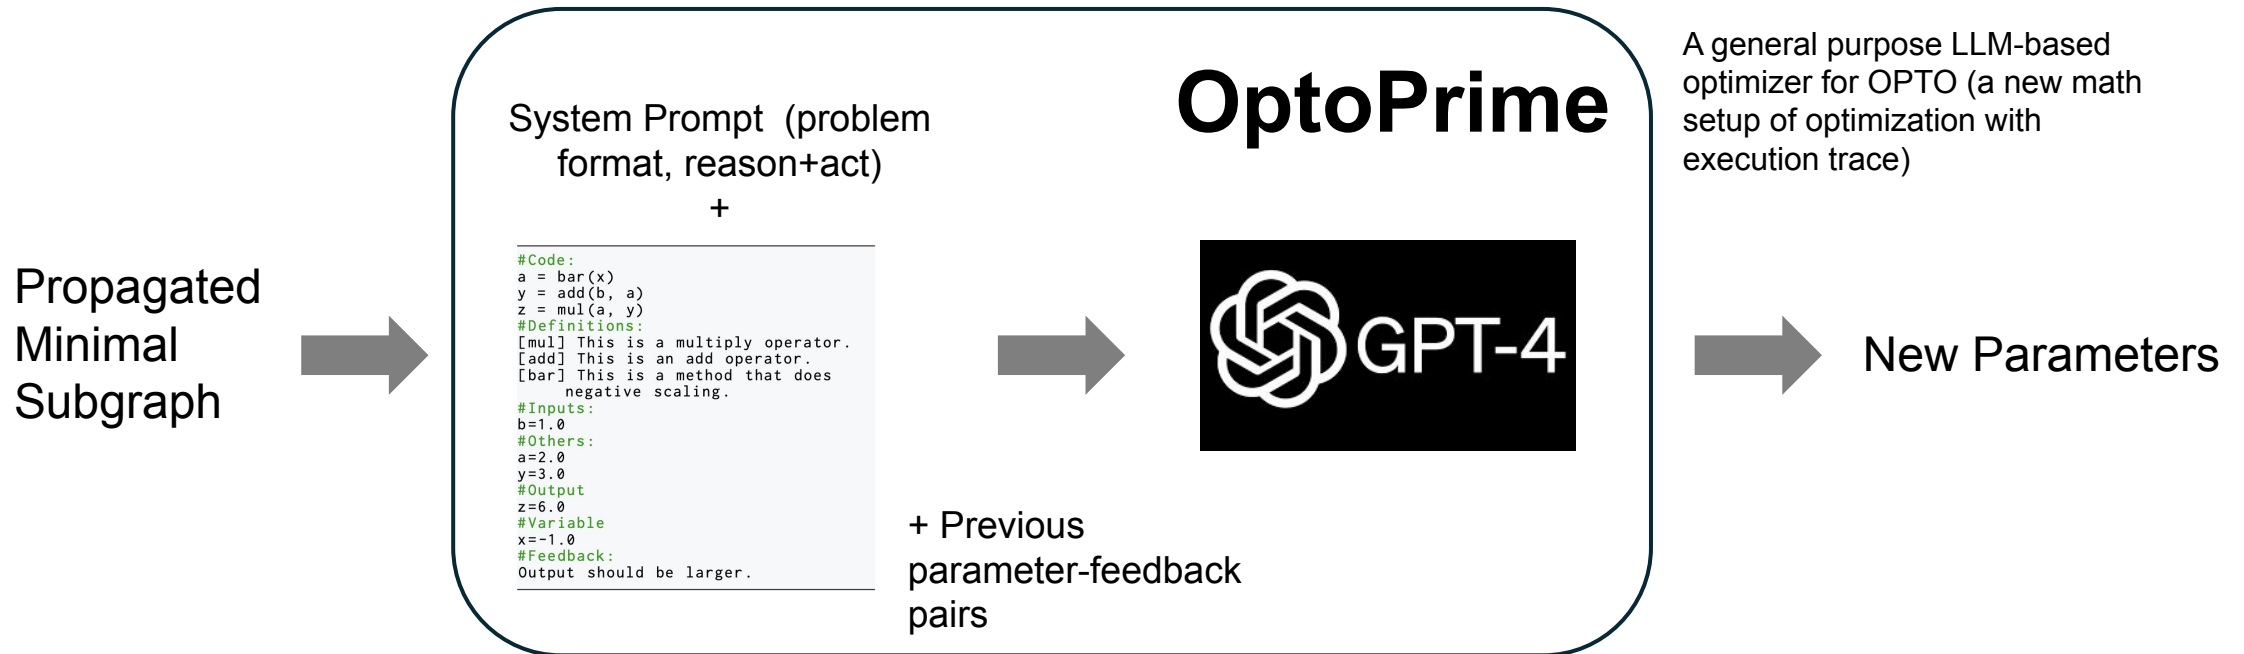 Propagated
Minimal
Subgraph
System Prompt  (problem
format, reason+act)
+
#Code:
a = bar(x)
y = add(b, a)
z = mul(a, y)
#Definitions:
[mul] This is a multiply operator.
[add] This is an add operator.
[bar] This is a method that does
negative scaling.
#Inputs:
b=1.0
#Others:
a=2.0
y=3.0
#Output
z=6.0
#Variable
x=-1.0
#Feedback:
Output should be larger.
+ Previous
parameter-feedback
pairs
OptoPrime
GPT-4
A general purpose LLM-based
optimizer for OPTO (a new math
setup of optimization with
execution trace)
New Parameters